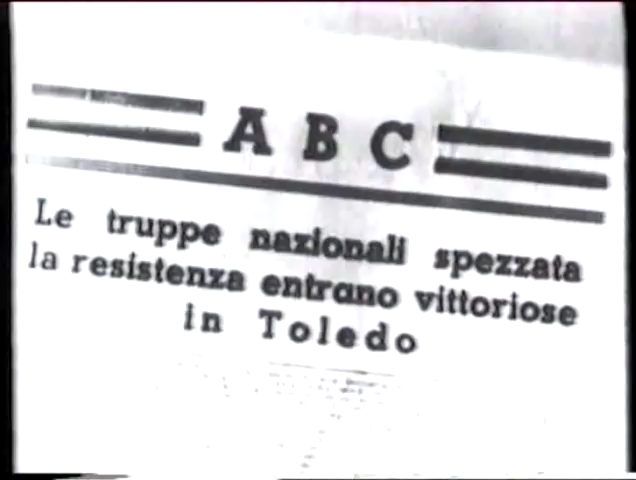 A B C
Le truppe nazionali spezzata
la resistenza entrano vittoriose
in Toledo